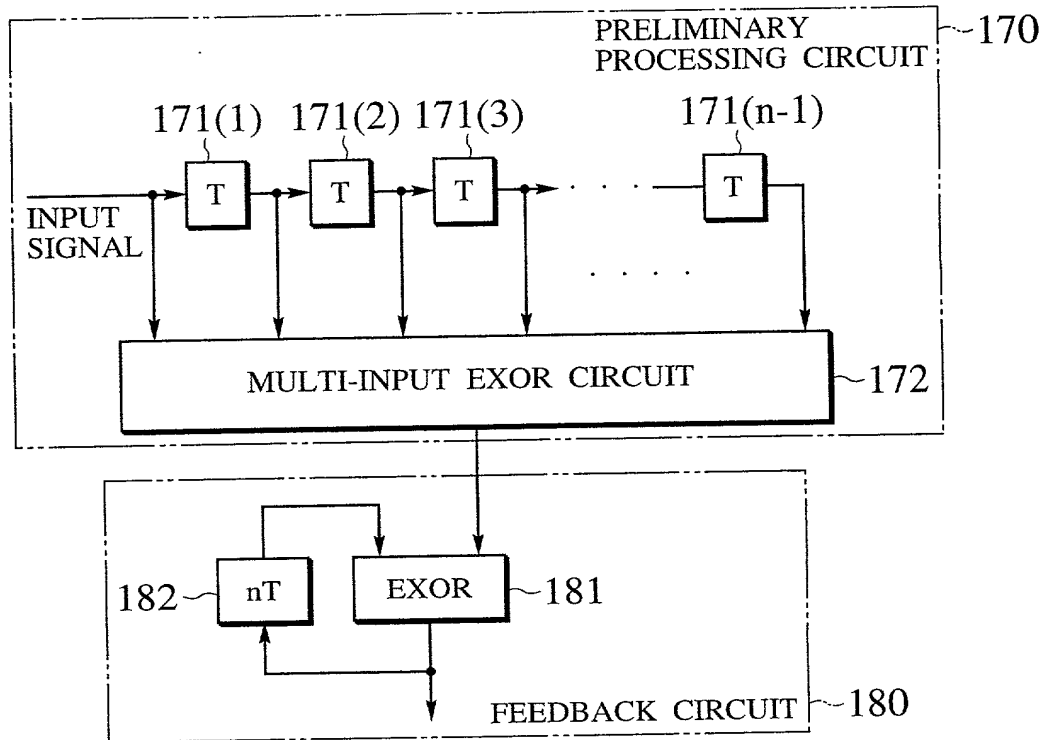 PRELIMINARY
PROCESSING CIRCUIT
170
171(1)
171(2)
171(3)
171(n-1)
T
T
T
. . . .
T
INPUT
SIGNAL
. . . .
MULTI-INPUT EXOR CIRCUIT
172
182
nT
EXOR
181
FEEDBACK CIRCUIT
180